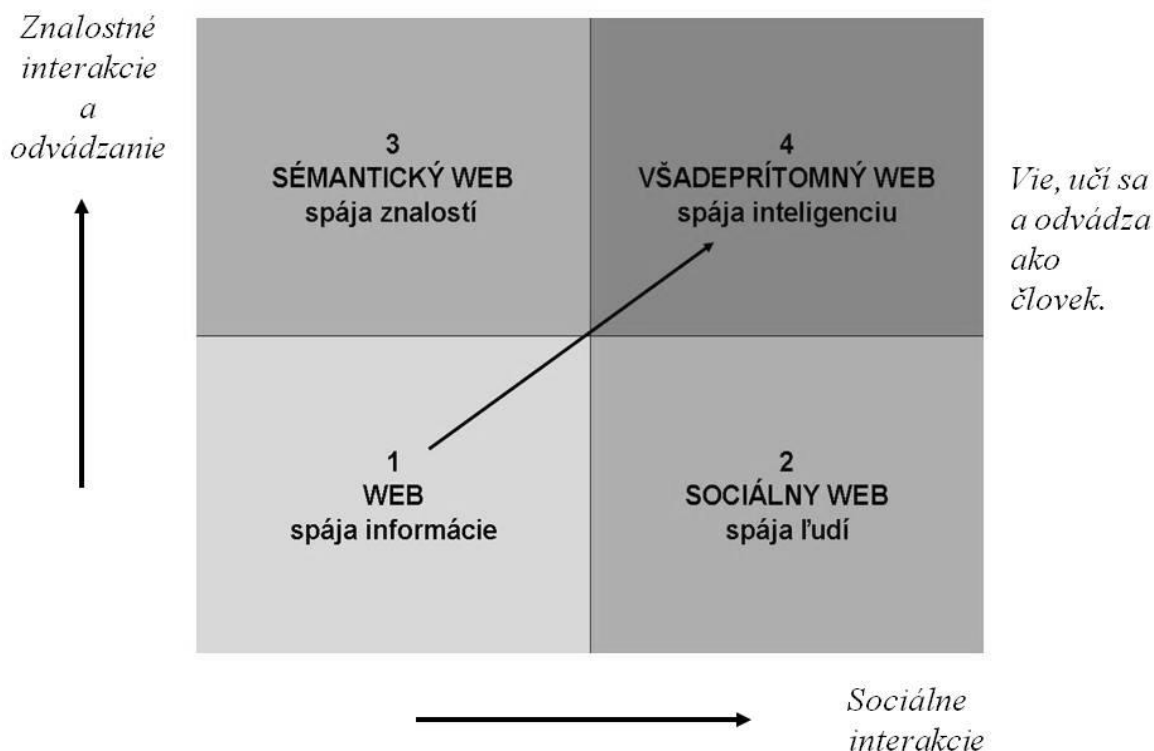 Znalostné
interakcie
a
odvádzanie
3
SÉMANTICKÝ WEB
spája znalostí
4
VŠADEPRÍTOMNÝ WEB
spája inteligenciu
Vie, učí sa
a odvádza
ako
človek.
1
WEB
spája informácie
2
SOCIÁLNY WEB
spája ľudí
Sociálne
interakcie